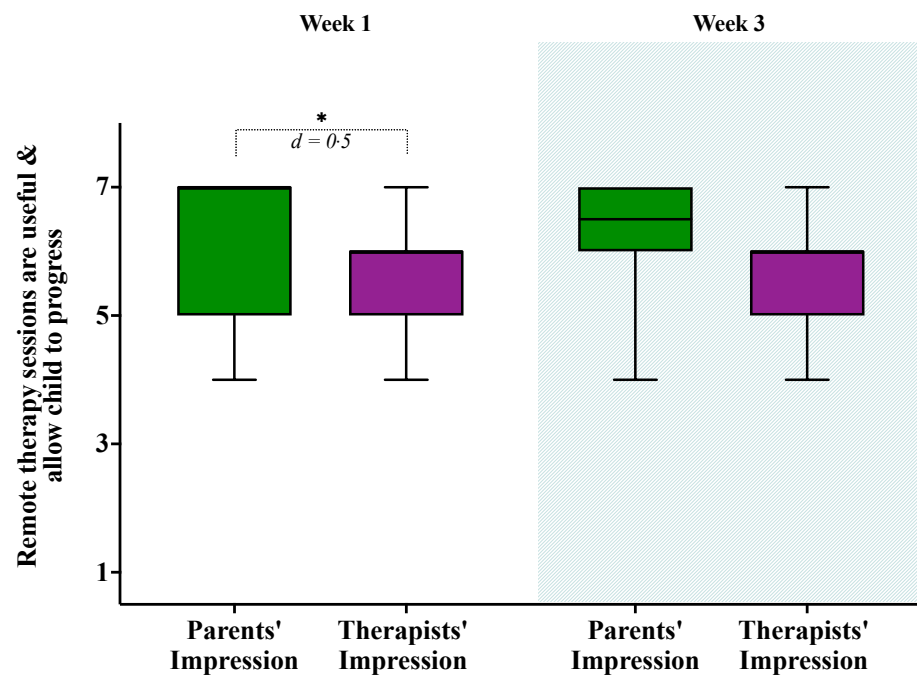 Week 1
Week 3
Remote therapy sessions are useful &
allow child to progress
*
d = 0·5
7
5
3
1
Parents'
Impression
Therapists'
Impression
Parents'
Impression
Therapists'
Impression